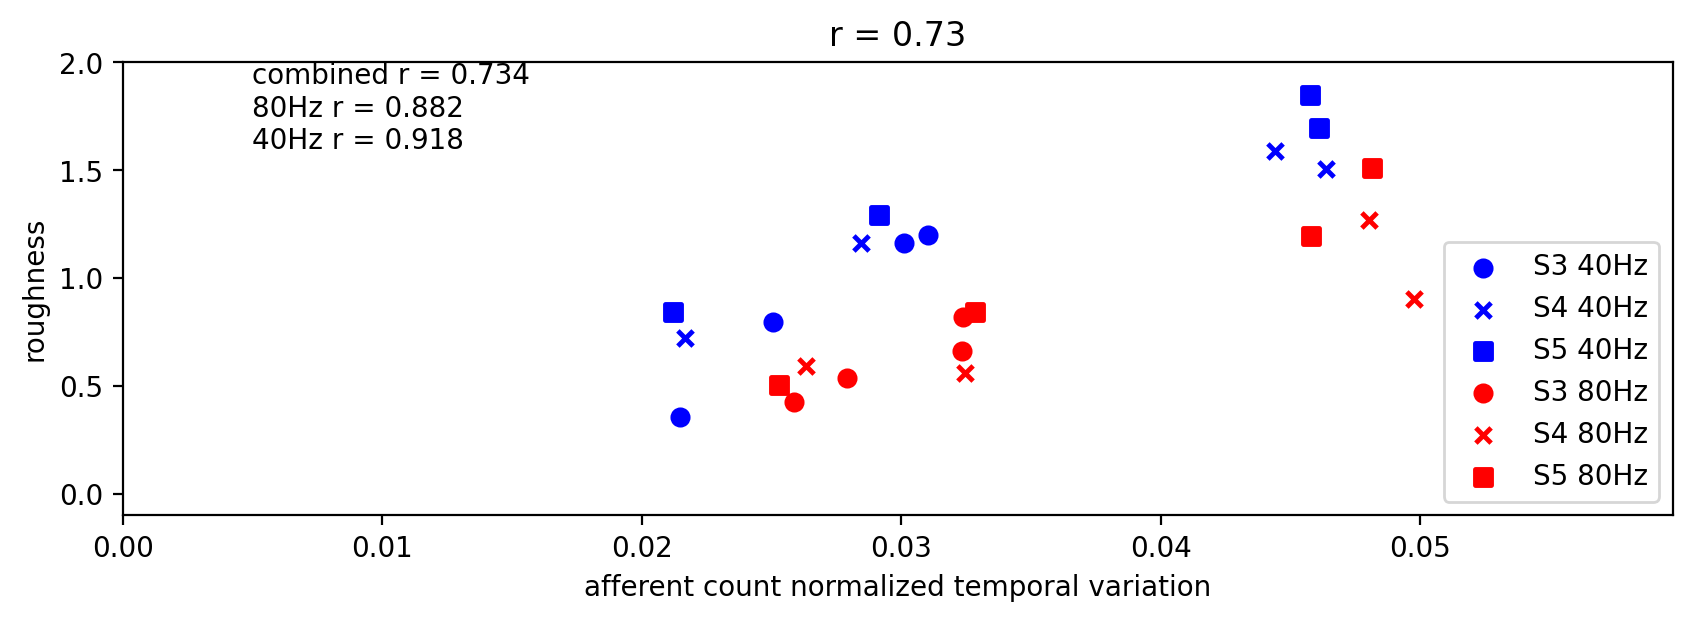 r = 0.73
combined r = 0.734
80Hz r = 0.882
40Hz r = 0.918
2.0
1.5
1.0
0.5
0.0
roughness
S3 40Hz
S4 40Hz
S5 40Hz
S3 80Hz
S4 80Hz
S5 80Hz
0.00 0.01 0.02 0.03 0.04 0.05
afferent count normalized temporal variation